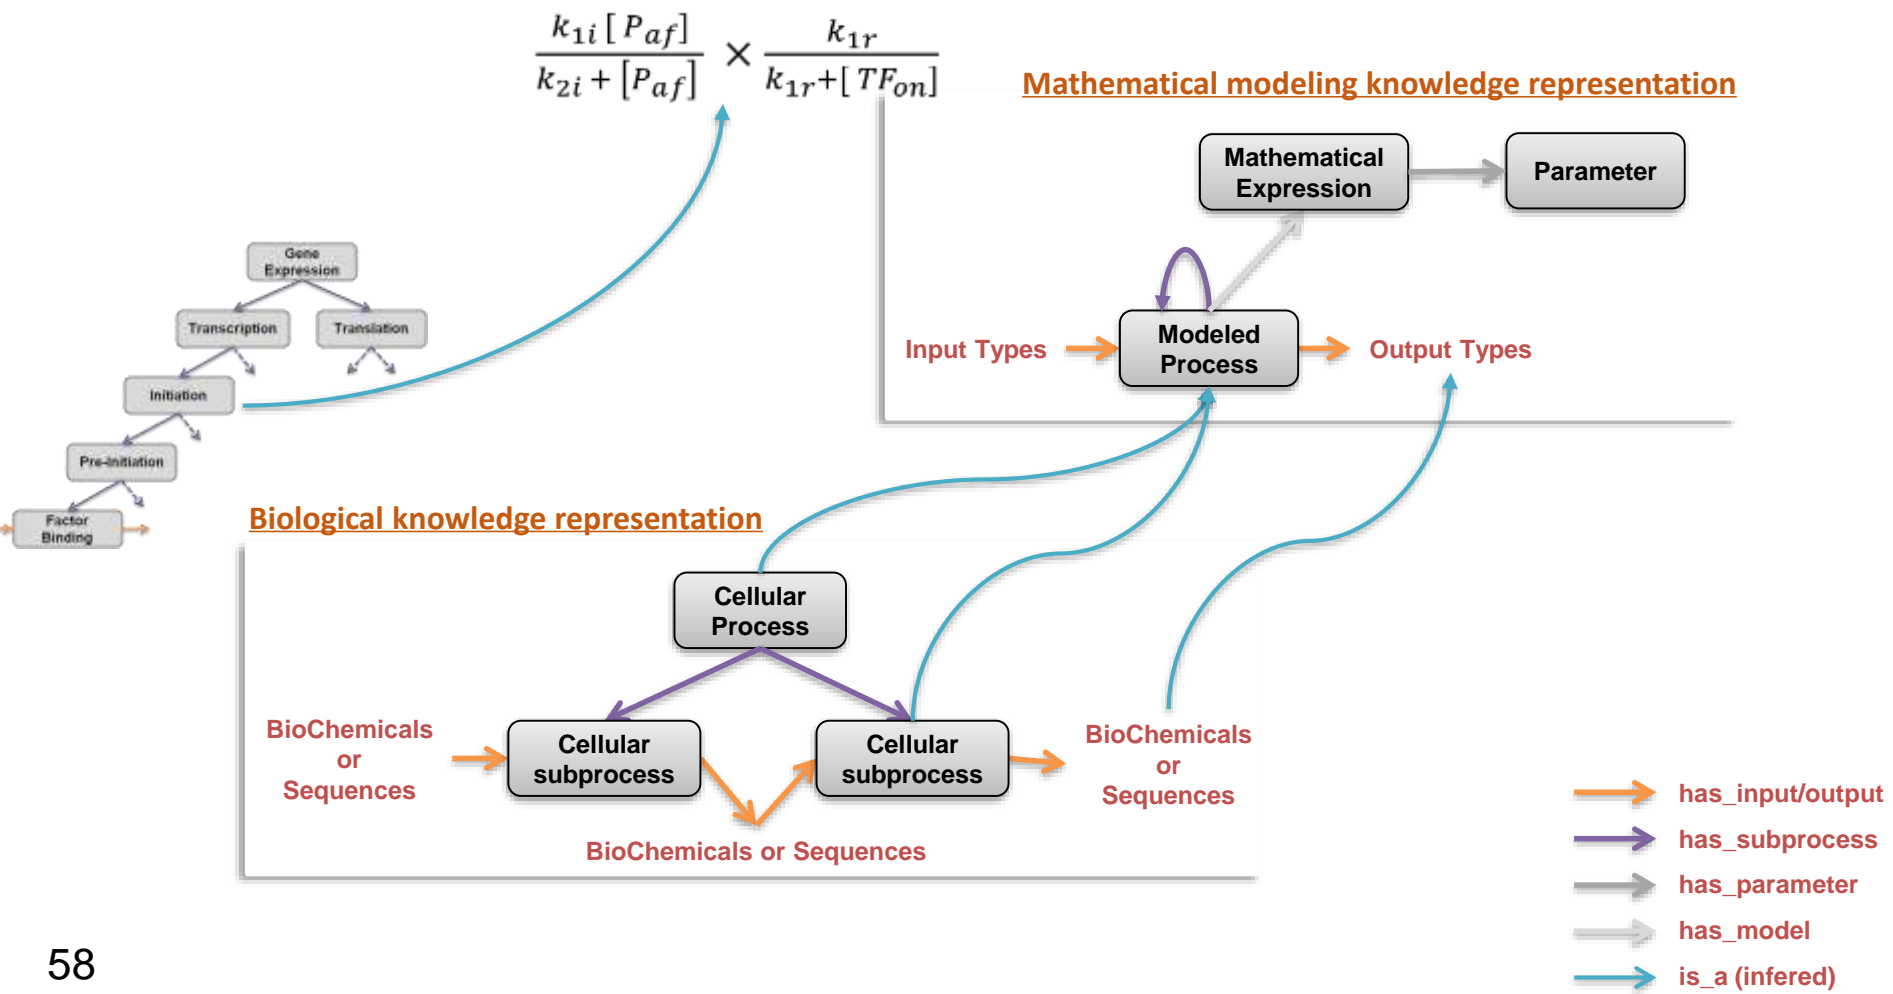 k1i [ Paf] / k2i + [Paf] × k1r / k1r+[ TFon]
Mathematical modeling knowledge representation
Mathematical
Expression
Parameter
Gene
Expression
Transcription
Translation
Input Types
Modeled
Process
Output Types
Initiation
Pre-Initiation
Factor
Binding
Biological knowledge representation
Cellular
Process
BioChemicals
or
Sequences
Cellular
subprocess
Cellular
subprocess
BioChemicals
or
Sequences
BioChemicals or Sequences
has_input/output
has_subprocess
has_parameter
has_model
is_a (infered)
58